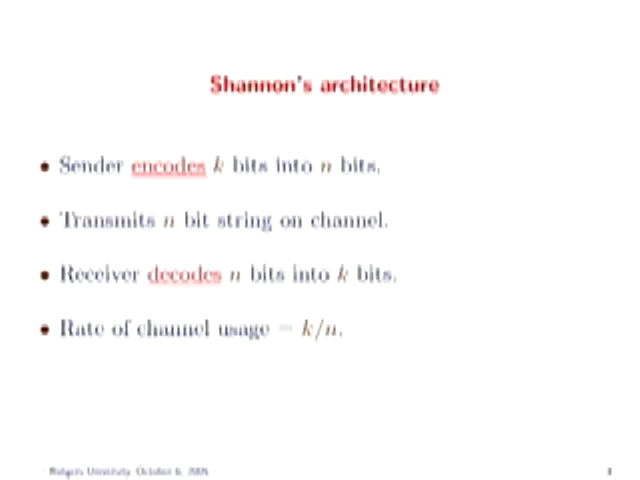 Shannon's architecture
• Sender encodes k bits into n bits.
• Transmits n bit string on channel.
• Receiver decodes n bits into k bits.
• Rate of channel usage = k/n.
Rutgers University, October 6,